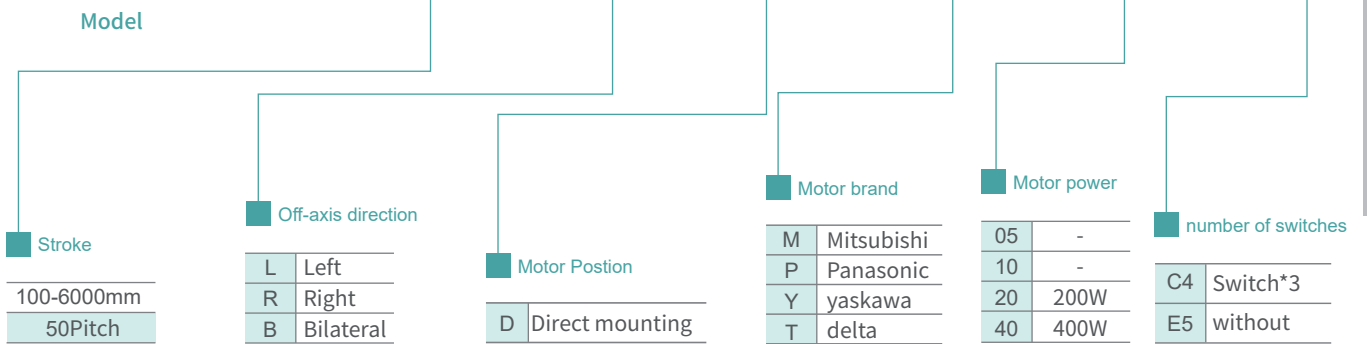 Model
Stroke
100-6000mm
50Pitch
Off-axis direction
L Left
R Right
B Bilateral
Motor Postion
D Direct mounting
Motor brand
M Mitsubishi
P Panasonic
Y yaskawa
T delta
Motor power
05 -
10 -
20 200W
40 400W
number of switches
C4 Switch*3
E5 without